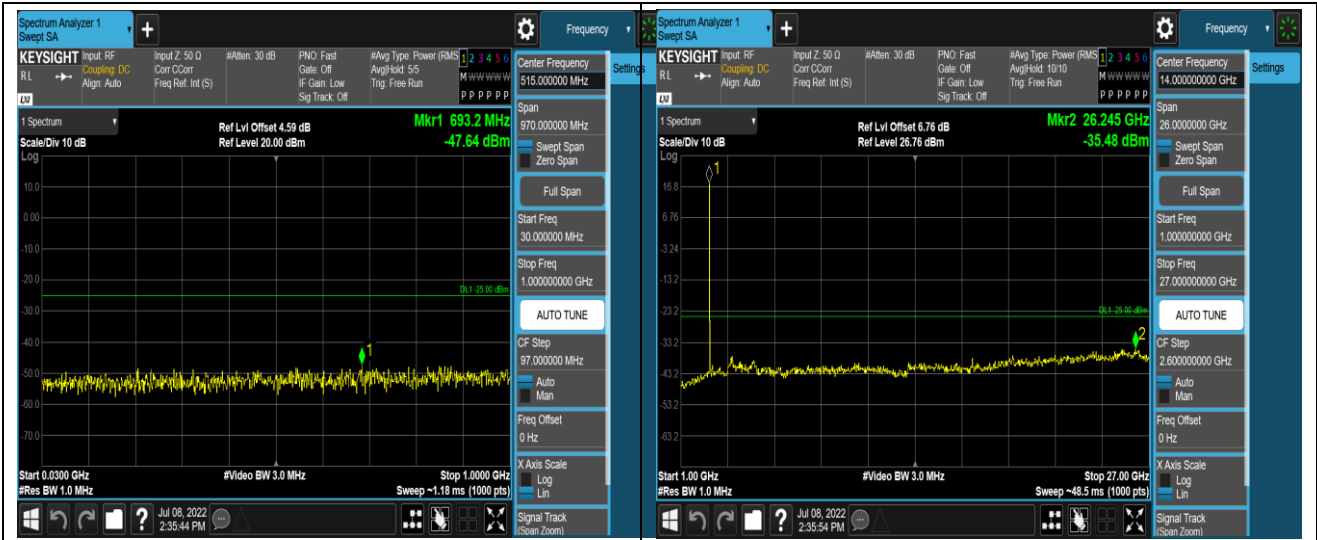 Spectrum Analyzer 1
Swept SA
+
Frequency
KEYSIGHT
R L
LXI
Input: RF
Coupling: DC
Align: Auto
Input Z: 50 Ω
Corr CCorr
Freq Ref: Int (S)
#Atten: 30 dB
PNO: Fast
Gate: Off
IF Gain: Low
Sig Track: Off
#Avg Type: Power (RMS
Avg|Hold: 5/5
Trig: Free Run
1 2 3 4 5 6
M W W W W W
P P P P P P
Center Frequency
515.000000 MHz
Settings
Span
970.000000 MHz
Swept Span
Zero Span
Full Span
Start Freq
30.000000 MHz
Stop Freq
1.000000000 GHz
AUTO TUNE
CF Step
97.000000 MHz
Auto
Man
Freq Offset
0 Hz
X Axis Scale
Log
Lin
Signal Track
(Span Zoom)
1 Spectrum
Scale/Div 10 dB
Log
Ref Lvl Offset 4.59 dB
Ref Level 20.00 dBm
Mkr1 693.2 MHz
-47.64 dBm
10.0
0.00
-10.0
-20.0
DL1 -25.00 dBm
-30.0
-40.0
1
-50.0
-60.0
-70.0
Start 0.0300 GHz
#Res BW 1.0 MHz
#Video BW 3.0 MHz
Stop 1.0000 GHz
Sweep ~1.18 ms (1000 pts)
?
Jul 08, 2022
2:35:44 PM
Spectrum Analyzer 1
Swept SA
+
Frequency
KEYSIGHT
R L
LXI
Input: RF
Coupling: DC
Align: Auto
Input Z: 50 Ω
Corr CCorr
Freq Ref: Int (S)
#Atten: 30 dB
PNO: Fast
Gate: Off
IF Gain: Low
Sig Track: Off
#Avg Type: Power (RMS
Avg|Hold: 10/10
Trig: Free Run
1 2 3 4 5 6
M W W W W W
P P P P P P
Center Frequency
14.000000000 GHz
Settings
Span
26.0000000 GHz
Swept Span
Zero Span
Full Span
Start Freq
1.000000000 GHz
Stop Freq
27.000000000 GHz
AUTO TUNE
CF Step
2.600000000 GHz
Auto
Man
Freq Offset
0 Hz
X Axis Scale
Log
Lin
Signal Track
(Span Zoom)
1 Spectrum
Scale/Div 10 dB
Log
Ref Lvl Offset 6.76 dB
Ref Level 26.76 dBm
Mkr2 26.245 GHz
-35.48 dBm
1
16.8
6.76
-3.24
-13.2
-23.2
DL1 -25.00 dBm
-33.2
2
-43.2
-53.2
-63.2
Start 1.00 GHz
#Res BW 1.0 MHz
#Video BW 3.0 MHz
Stop 27.00 GHz
Sweep ~48.5 ms (1000 pts)
?
Jul 08, 2022
2:35:54 PM